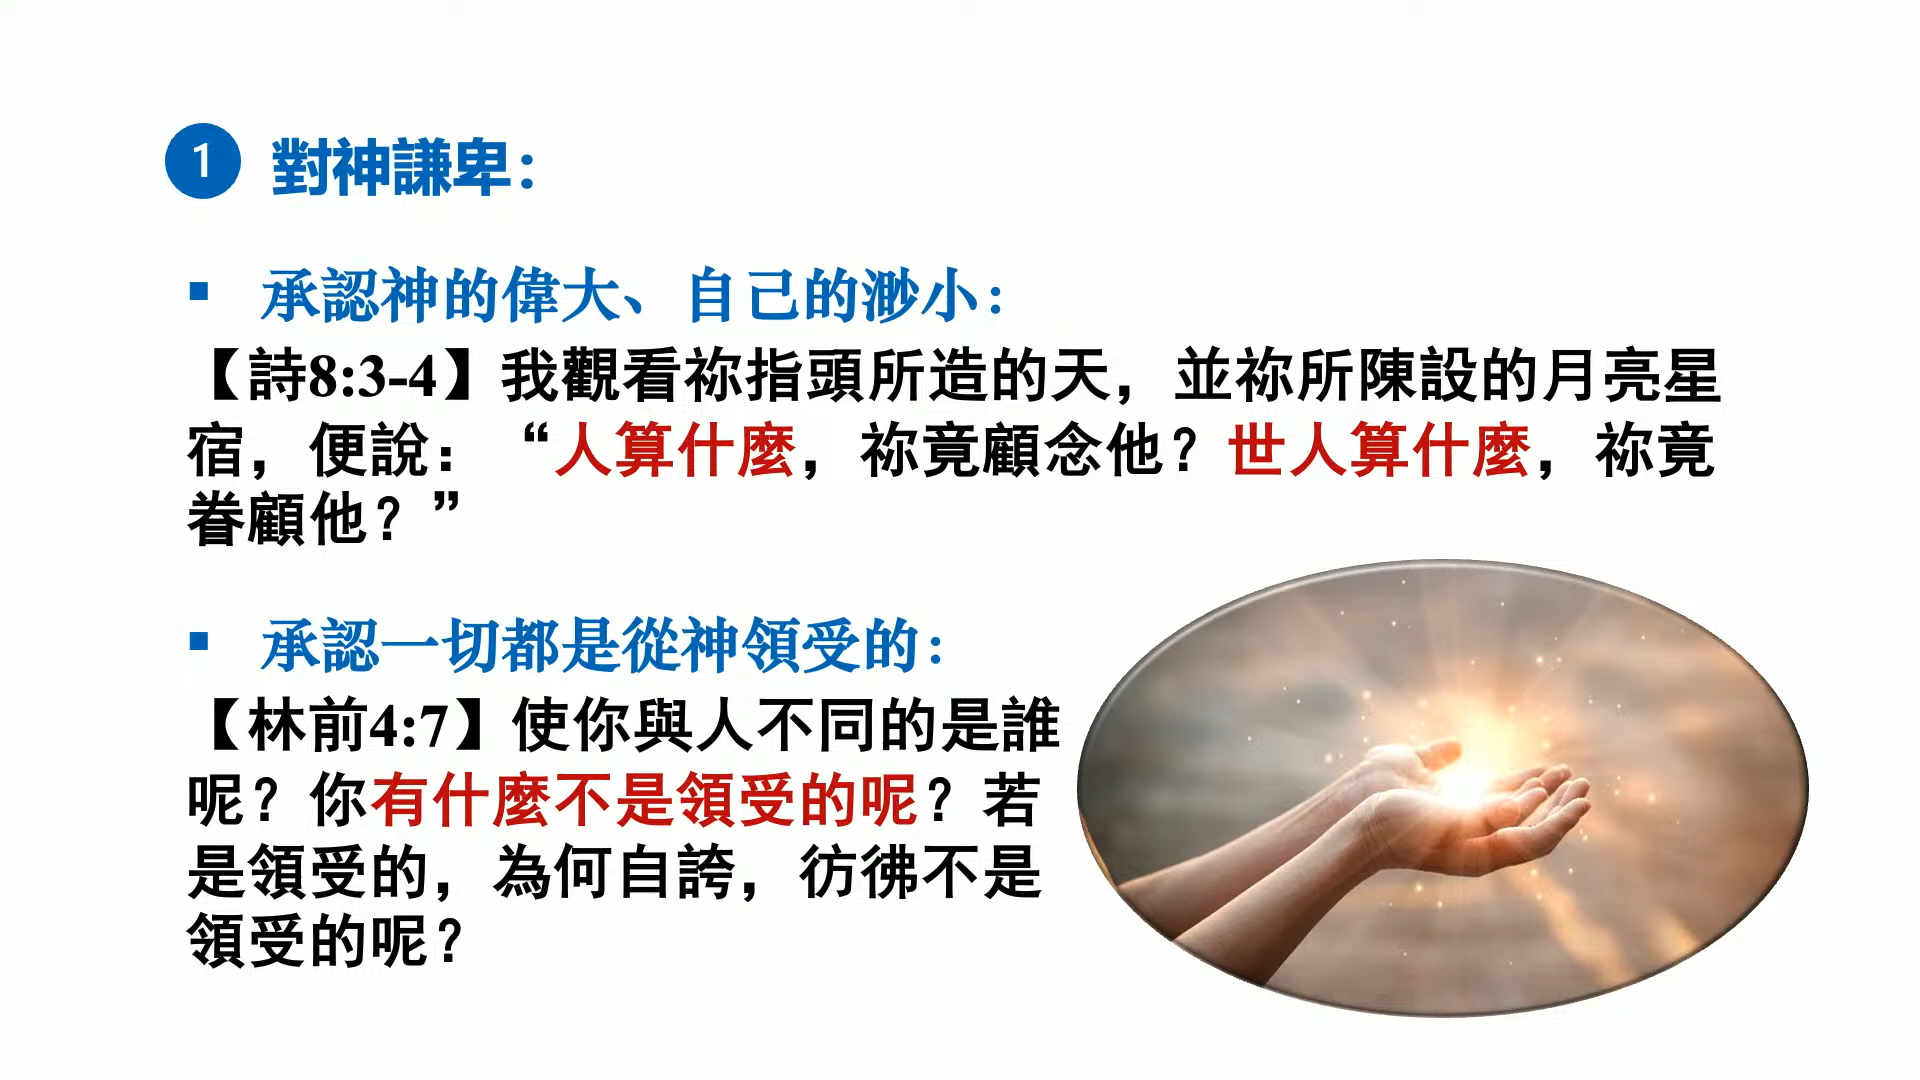 1 對神謙卑：
▪ 承認神的偉大、自己的渺小：
【詩8:3-4】我觀看祢指頭所造的天，並祢所陳設的月亮星
宿，便說：“人算什麼，祢竟顧念他？世人算什麼，祢竟
眷顧他？”
▪ 承認一切都是從神領受的：
【林前4:7】使你與人不同的是誰
呢？你有什麼不是領受的呢？若
是領受的，為何自誇，彷彿不是
領受的呢？